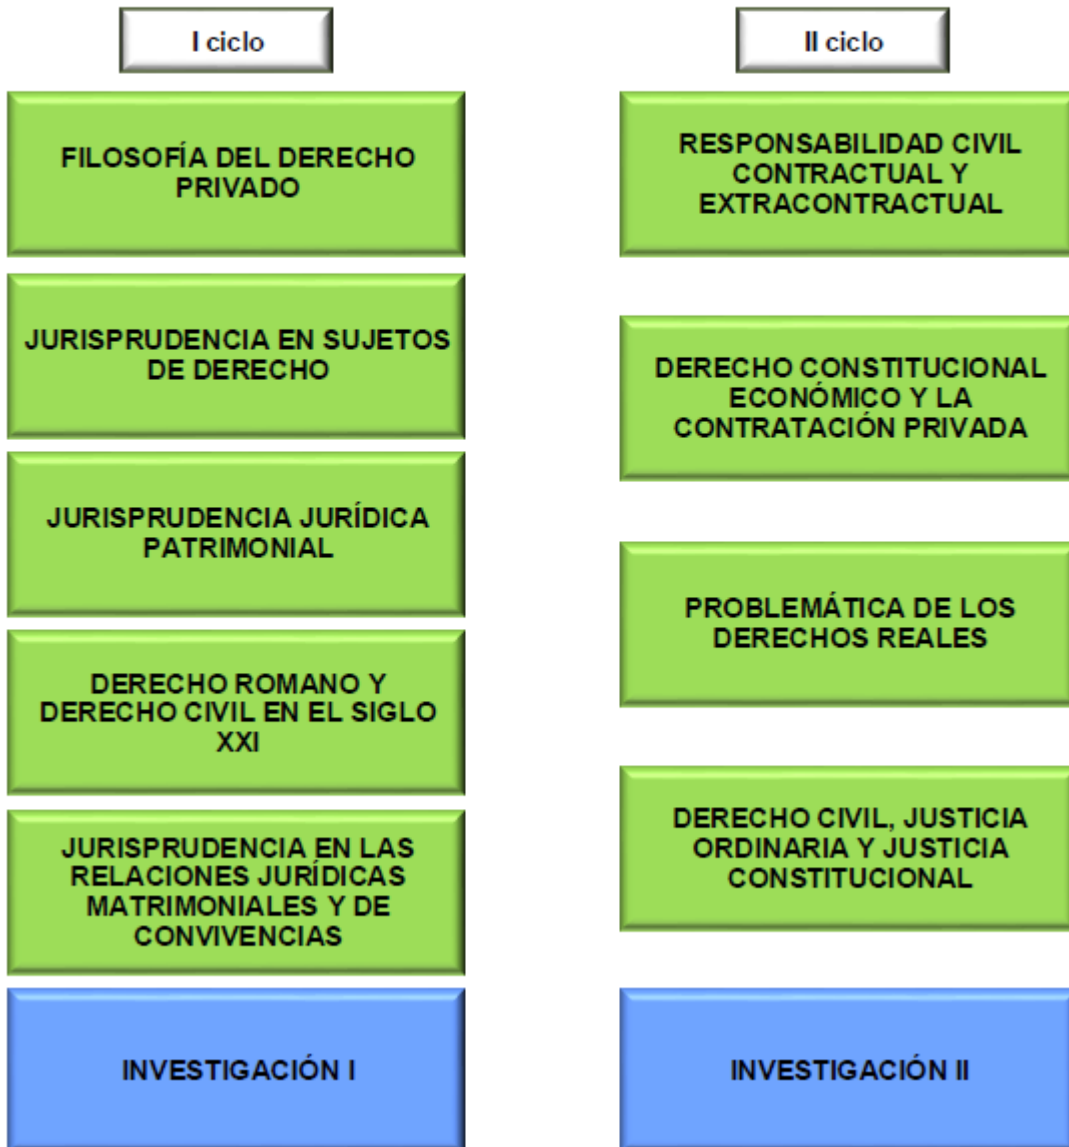 I ciclo
FILOSOFÍA DEL DERECHO
PRIVADO
JURISPRUDENCIA EN SUJETOS
DE DERECHO
JURISPRUDENCIA JURÍDICA
PATRIMONIAL
DERECHO ROMANO Y
DERECHO CIVIL EN EL SIGLO
XXI
JURISPRUDENCIA EN LAS
RELACIONES JURÍDICAS
MATRIMONIALES Y DE
CONVIVENCIAS
INVESTIGACIÓN I
II ciclo
RESPONSABILIDAD CIVIL
CONTRACTUAL Y
EXTRACONTRACTUAL
DERECHO CONSTITUCIONAL
ECONÓMICO Y LA
CONTRATACIÓN PRIVADA
PROBLEMÁTICA DE LOS
DERECHOS REALES
DERECHO CIVIL, JUSTICIA
ORDINARIA Y JUSTICIA
CONSTITUCIONAL
INVESTIGACIÓN II